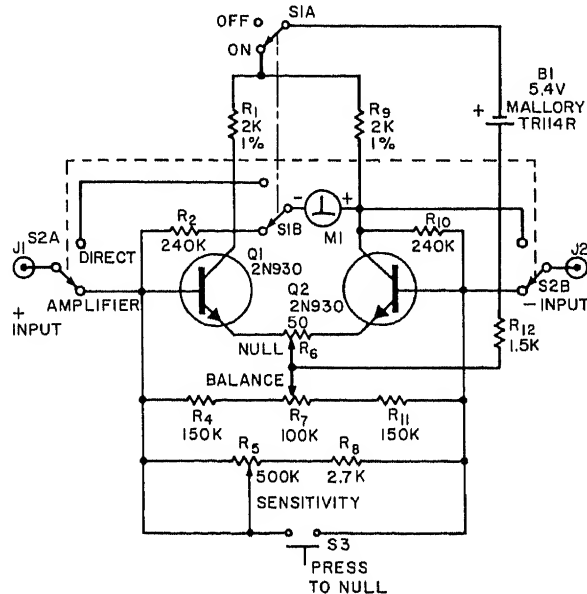 S1A
OFF
ON
B1
5.4V
MALLORY
TR114R
+
R1
2K
1%
R9
2K
1%
-
+
S1B
M1
R2
240K
R10
240K
S2A
J1
DIRECT
AMPLIFIER
+
INPUT
Q1
2N930
Q2
2N930
50
R6
NULL
J2
S2B
- INPUT
R12
1.5K
BALANCE
R4
150K
R7
100K
R11
150K
R5
500K
R8
2.7K
SENSITIVITY
S3
PRESS
TO NULL